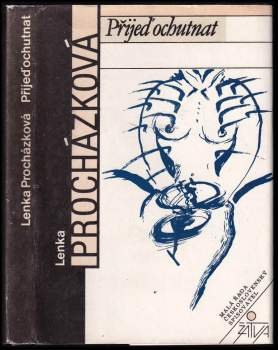 Lenka Procházková Přijeď ochutnat
Lenka
PROCHÁZKOVÁ
Přijeď ochutnat
MALÁ ŘADA
ČESKOSLOVENSKÝ
SPISOVATEL
ŽATVA